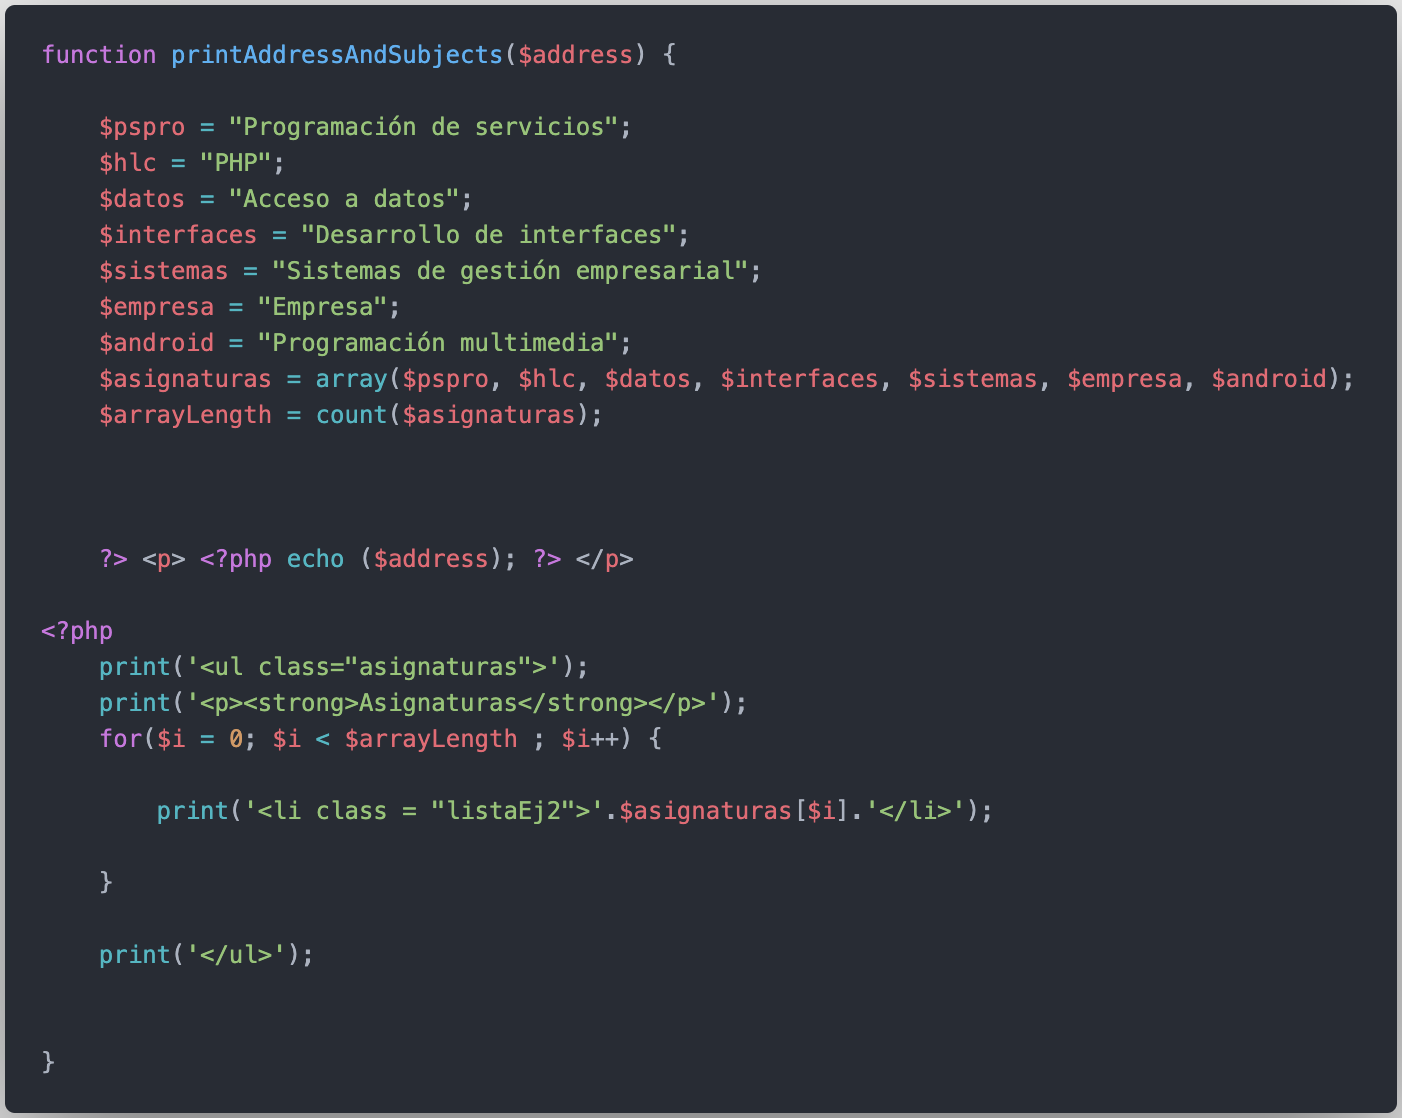 function printAddressAndSubjects($address) {
$pspro = "Programación de servicios";
$hlc = "PHP";
$datos = "Acceso a datos";
$interfaces = "Desarrollo de interfaces";
$sistemas = "Sistemas de gestión empresarial";
$empresa = "Empresa";
$android = "Programación multimedia";
$asignaturas = array($pspro, $hlc, $datos, $interfaces, $sistemas, $empresa, $android);
$arrayLength = count($asignaturas);
?> <p> <?php echo ($address); ?> </p>
<?php
print('<ul class="asignaturas">');
print('<p><strong>Asignaturas</strong></p>');
for($i = 0; $i < $arrayLength ; $i++) {
print('<li class = "listaEj2">'.$asignaturas[$i].'</li>');
}
print('</ul>');
}